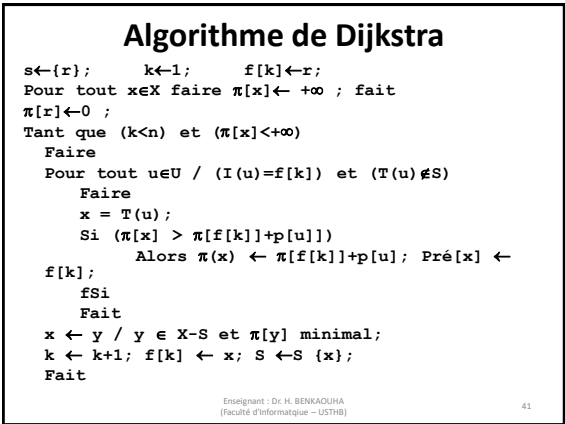 Algorithme de Dijkstra
s←{r}; k←1; f[k]←r;
Pour tout x∈X faire π[x]← +∞ ; fait
π[r]←0 ;
Tant que (k<n) et (π[x]<+∞)
Faire
Pour tout u∈U / (I(u)=f[k]) et (T(u)∉S)
Faire
x = T(u);
Si (π[x] > π[f[k]]+p[u])
Alors π(x) ← π[f[k]]+p[u]; Pré[x] ←
f[k];
fSi
Fait
x ← y / y ∈ X-S et π[y] minimal;
k ← k+1; f[k] ← x; S ←S {x};
Fait
Enseignant : Dr. H. BENKAOUHA
(Faculté d'Informatqiue – USTHB)
41